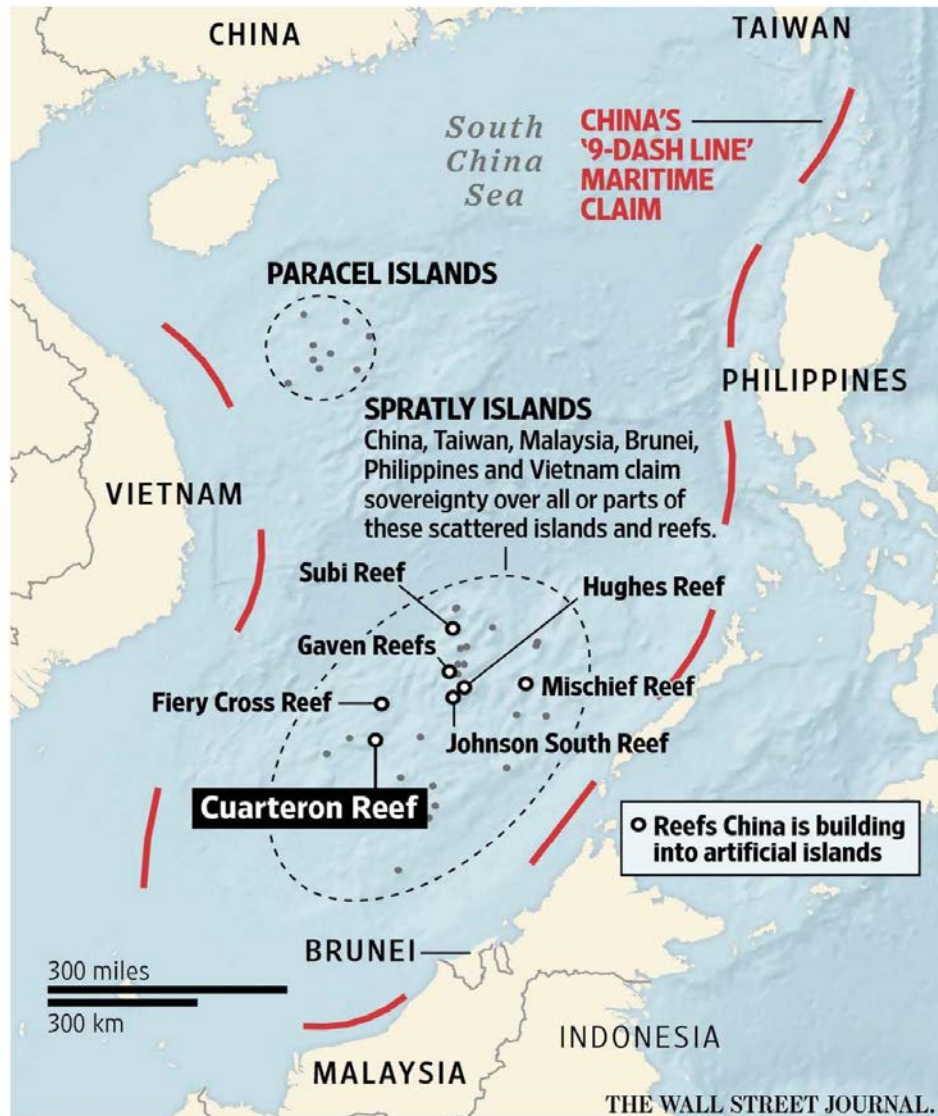 CHINA
TAIWAN
South
China
Sea
CHINA'S
‘9-DASH LINE’
MARITIME
CLAIM
PARACEL ISLANDS
PHILIPPINES
SPRATLY ISLANDS
China, Taiwan, Malaysia, Brunei,
Philippines and Vietnam claim
sovereignty over all or parts of
these scattered islands and reefs.
VIETNAM
Subi Reef
Hughes Reef
Gaven Reefs
Mischief Reef
Fiery Cross Reef
Johnson South Reef
Cuarteron Reef
Reefs China is building
into artificial islands
BRUNEI
300 miles
300 km
INDONESIA
MALAYSIA
THE WALL STREET JOURNAL.